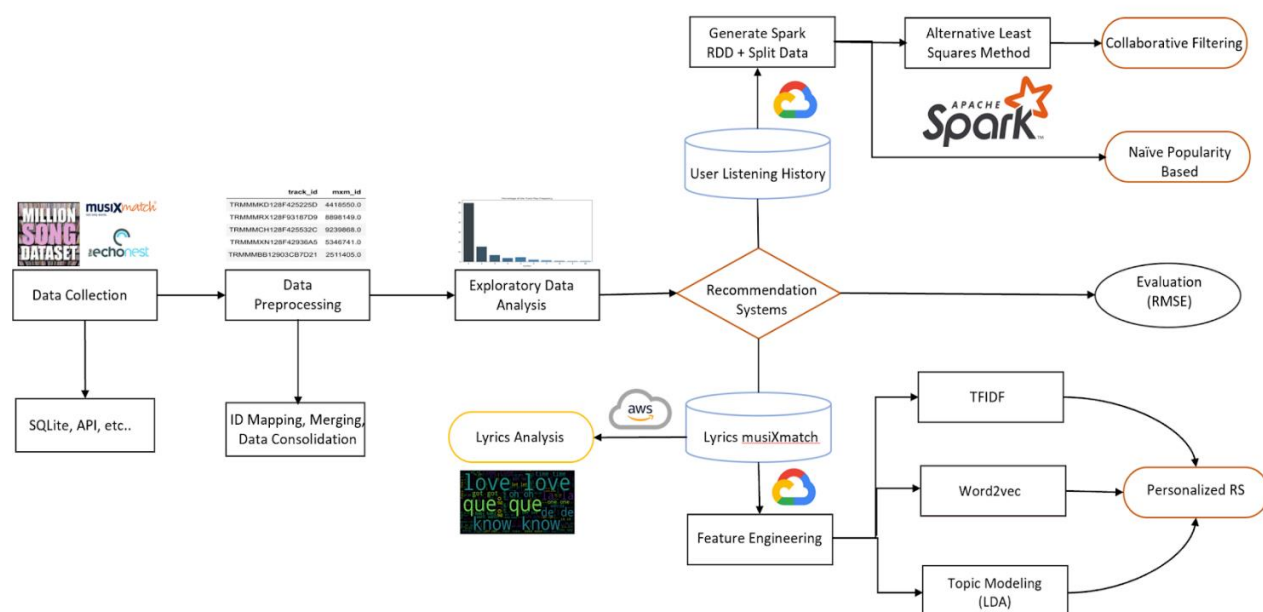 Generate Spark
RDD + Split Data
Alternative Least
Squares Method
Collaborative Filtering
APACHE
Spark
TM
User Listening History
Naïve Popularity
Based
MILLION
SONG
DATASET
musiXmatch
the echonest
track_id mxm_id
TRMMMKD128F425225D 4418550.0
TRMMMRX128F93187D9 8898149.0
TRMMMCH128F425532C 9239868.0
TRMMMXN128F42936A5 5346741.0
TRMMMBB12903CB7D21 2511405.0
Data Collection
Data
Preprocessing
Exploratory Data
Analysis
Recommendation
Systems
Evaluation
(RMSE)
SQLite, API, etc..
ID Mapping, Merging,
Data Consolidation
Lyrics Analysis
aws
Lyrics musiXmatch
love love
que que
know know
Feature Engineering
TFIDF
Word2vec
Topic Modeling
(LDA)
Personalized RS